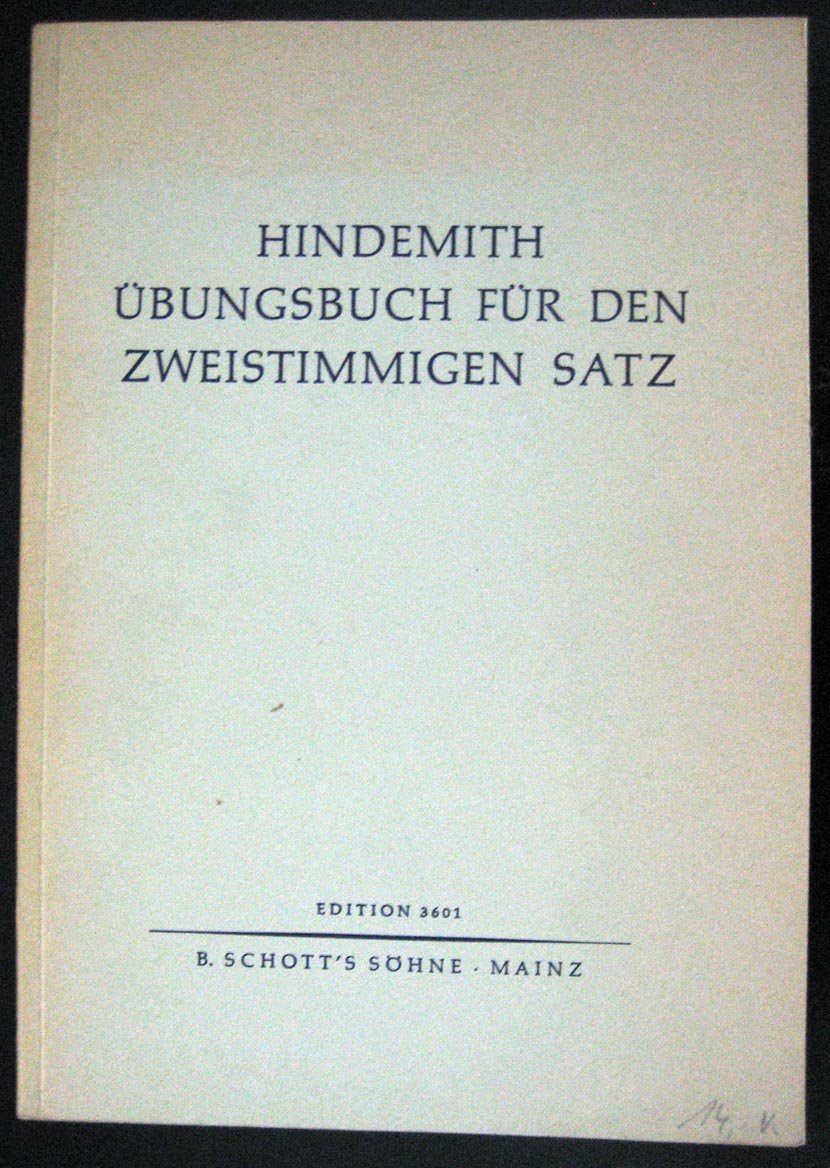 HINDEMITH
ÜBUNGSBUCH FÜR DEN
ZWEISTIMMIGEN SATZ
EDITION 3601
B. SCHOTT'S SÖHNE · MAINZ